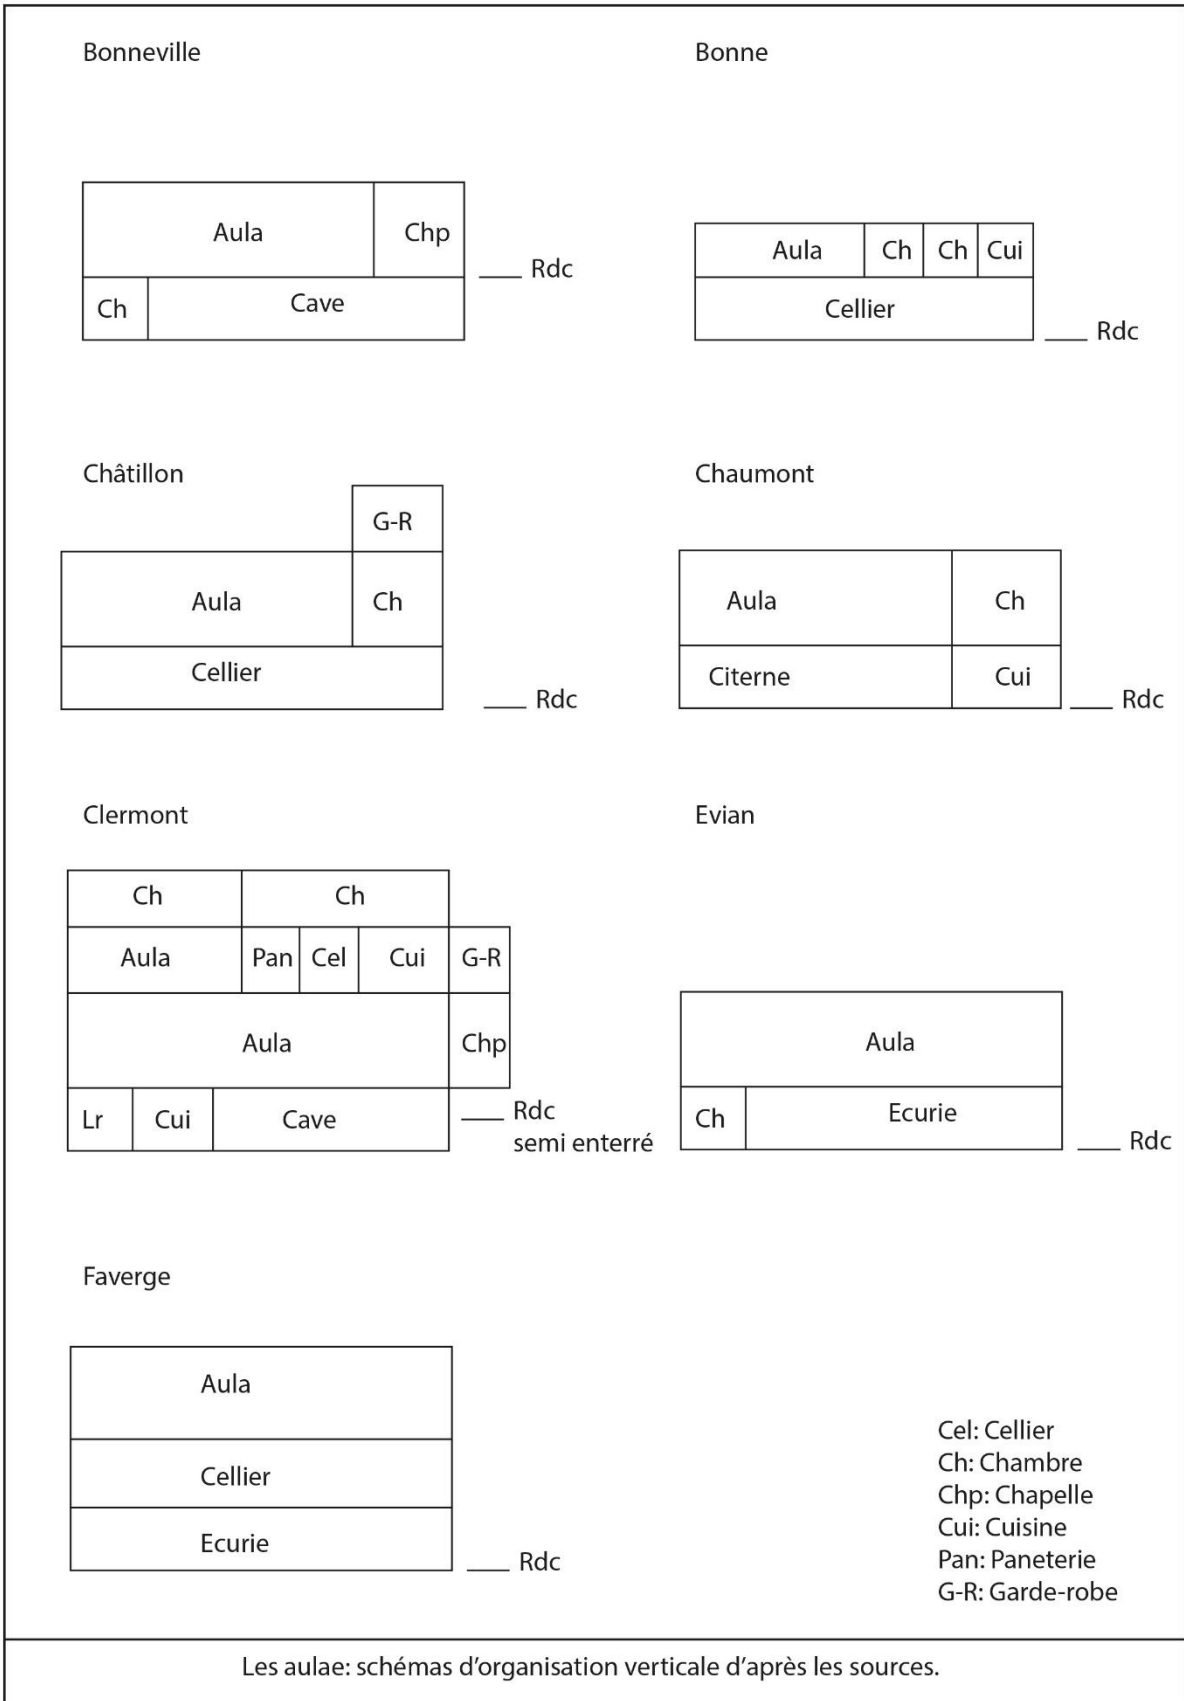 Bonneville
Aula Chp
Rdc
Ch Cave
Bonne
Aula Ch Ch Cui
Cellier
Rdc
Châtillon
G-R
Aula Ch
Cellier
Rdc
Chaumont
Aula Ch
Citerne Cui
Rdc
Clermont
Ch Ch
Aula Pan Cel Cui G-R
Aula Chp
Lr Cui Cave
Rdc
semi enterré
Evian
Aula
Ch Ecurie
Rdc
Faverge
Aula
Cellier
Ecurie
Rdc
Cel: Cellier
Ch: Chambre
Chp: Chapelle
Cui: Cuisine
Pan: Paneterie
G-R: Garde-robe
Les aulae: schémas d'organisation verticale d'après les sources.